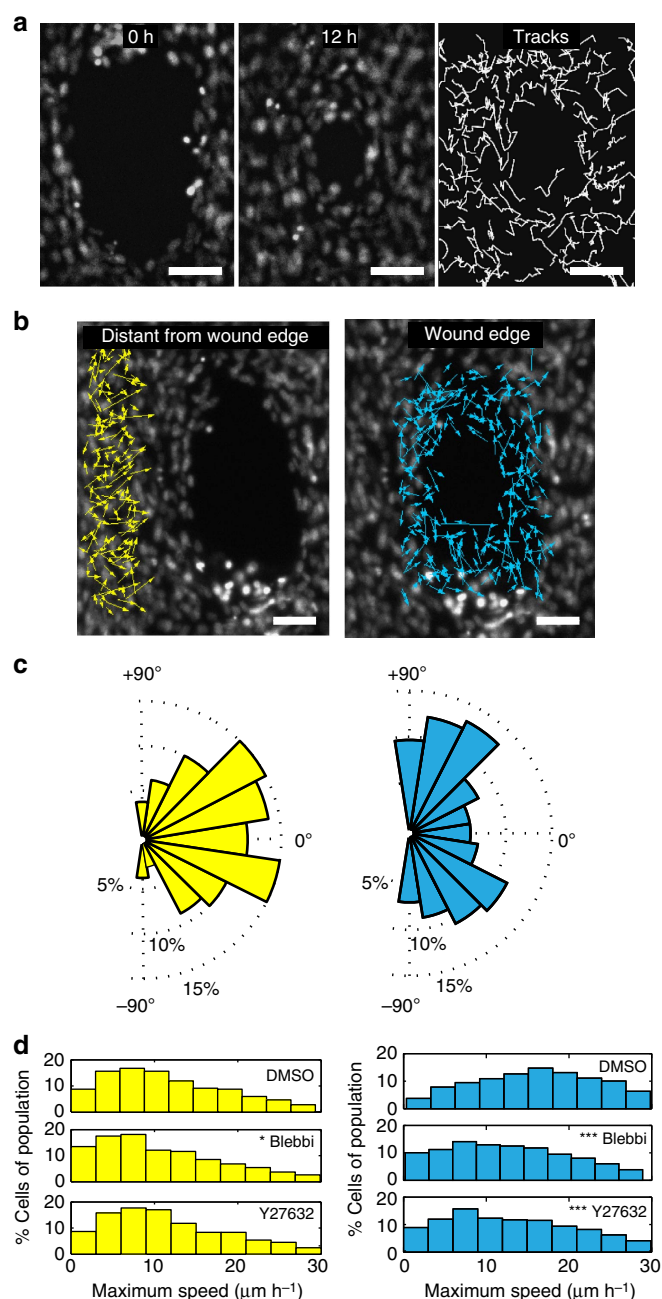 a
0 h
12 h
Tracks
b
Distant from wound edge
Wound edge
c
+90°
0°
5%
10%
15%
–90°
+90°
0°
5%
10%
15%
–90°
d
% Cells of population
20
10
0
DMSO
20
10
0
* Blebbi
20
10
0
Y27632
0
10
20
30
Maximum speed (μm h⁻¹)
% Cells of population
20
10
0
DMSO
20
10
0
*** Blebbi
20
10
0
*** Y27632
0
10
20
30
Maximum speed (μm h⁻¹)